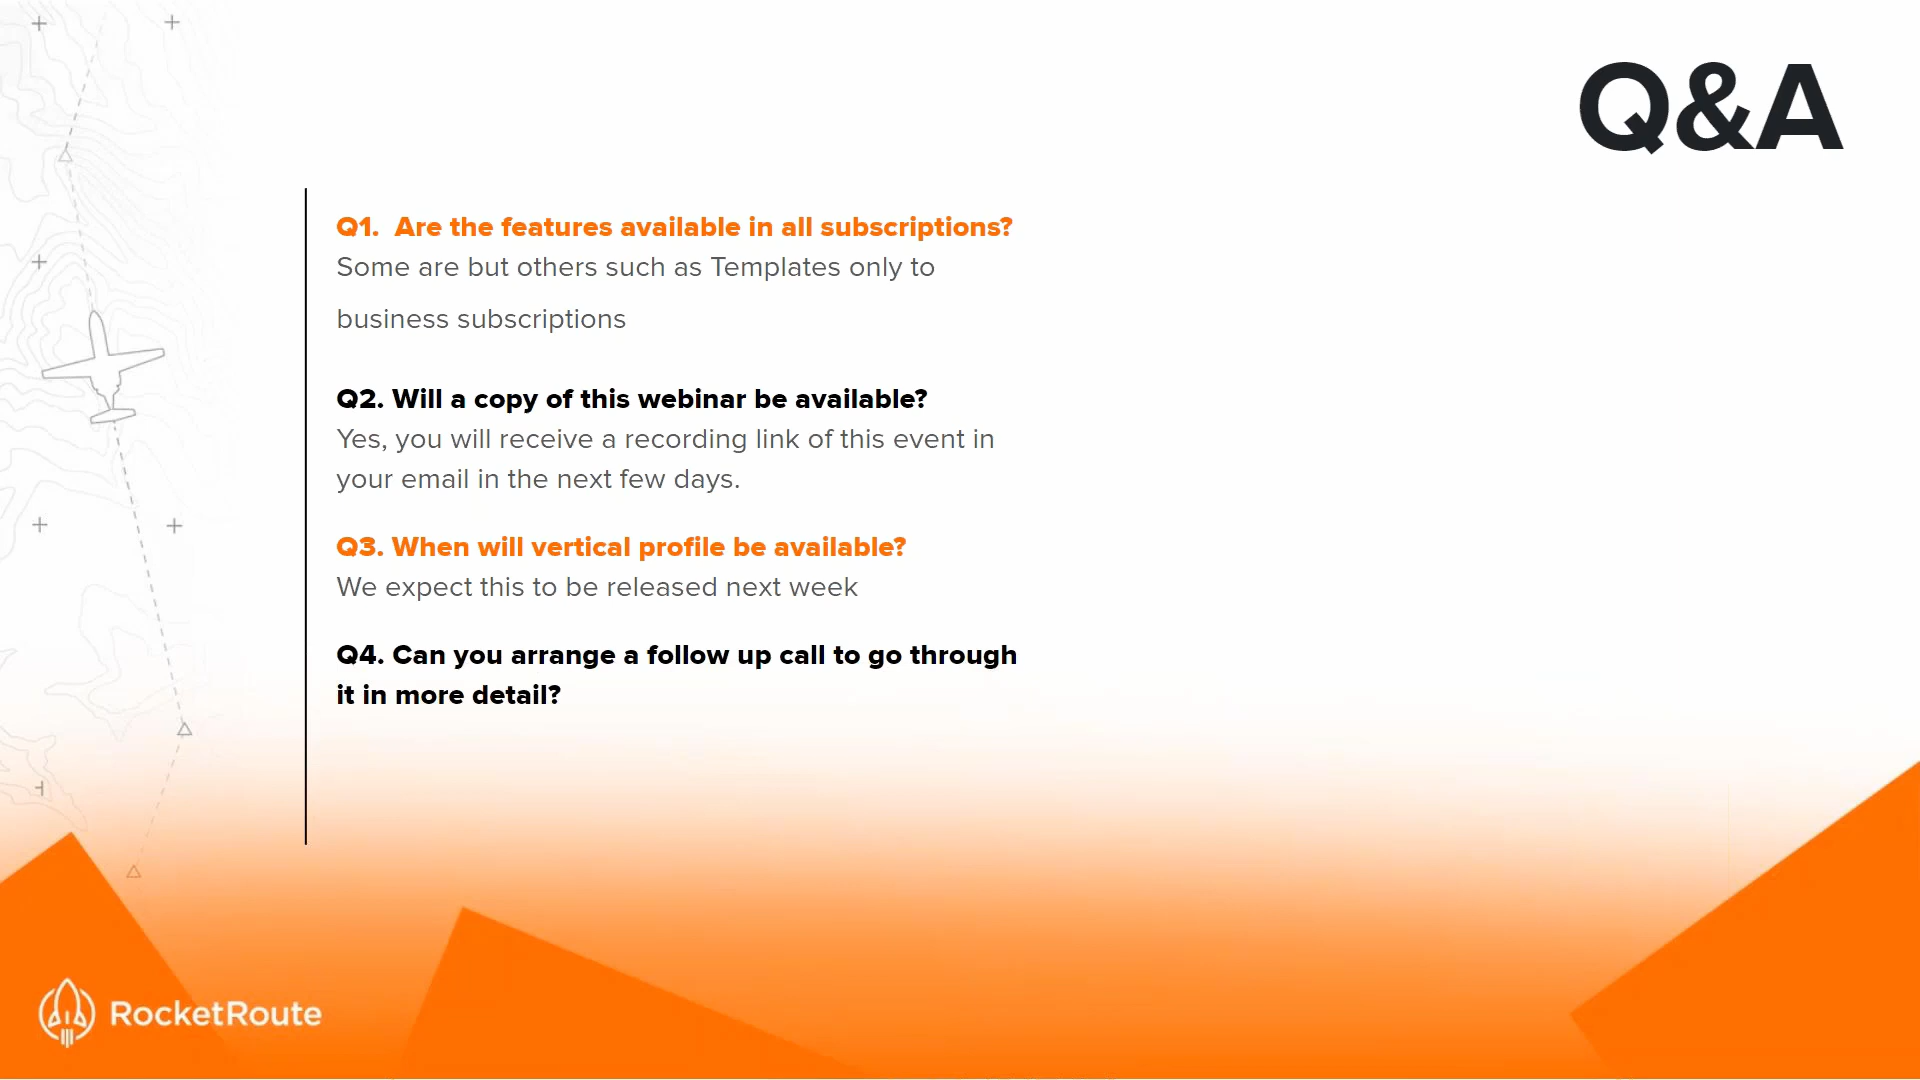 Q&A
Q1. Are the features available in all subscriptions?
Some are but others such as Templates only to
business subscriptions
Q2. Will a copy of this webinar be available?
Yes, you will receive a recording link of this event in
your email in the next few days.
Q3. When will vertical profile be available?
We expect this to be released next week
Q4. Can you arrange a follow up call to go through
it in more detail?
RocketRoute